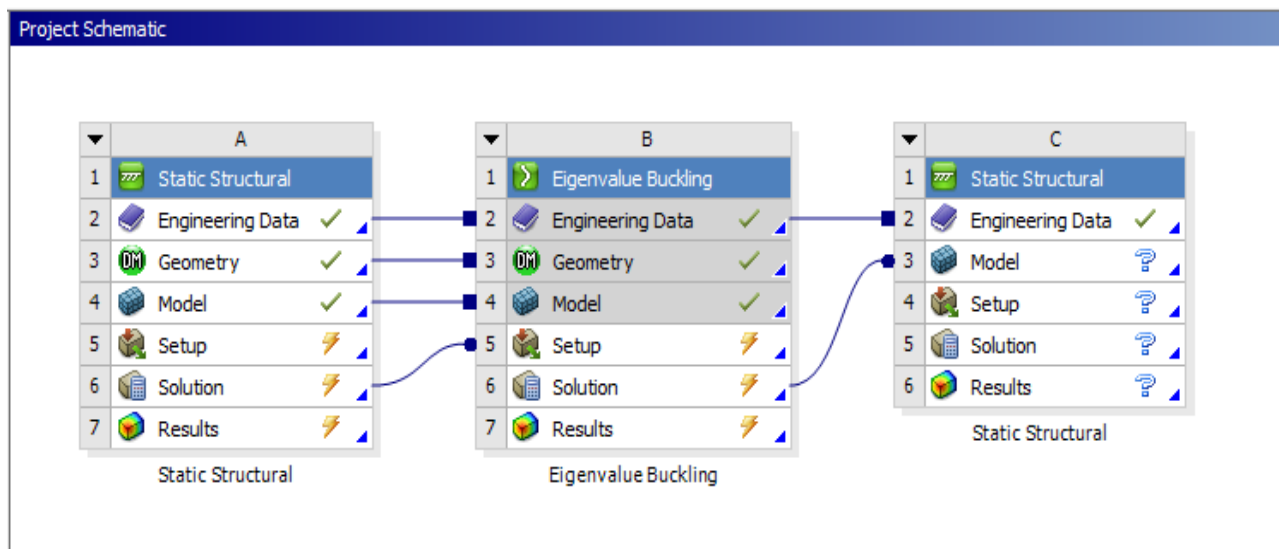 Project Schematic
A
1 Static Structural
2 Engineering Data
3 DM Geometry
4 Model
5 Setup
6 Solution
7 Results
Static Structural
B
1 Eigenvalue Buckling
2 Engineering Data
3 DM Geometry
4 Model
5 Setup
6 Solution
7 Results
Eigenvalue Buckling
C
1 Static Structural
2 Engineering Data
3 Model ?
4 Setup ?
5 Solution ?
6 Results ?
Static Structural